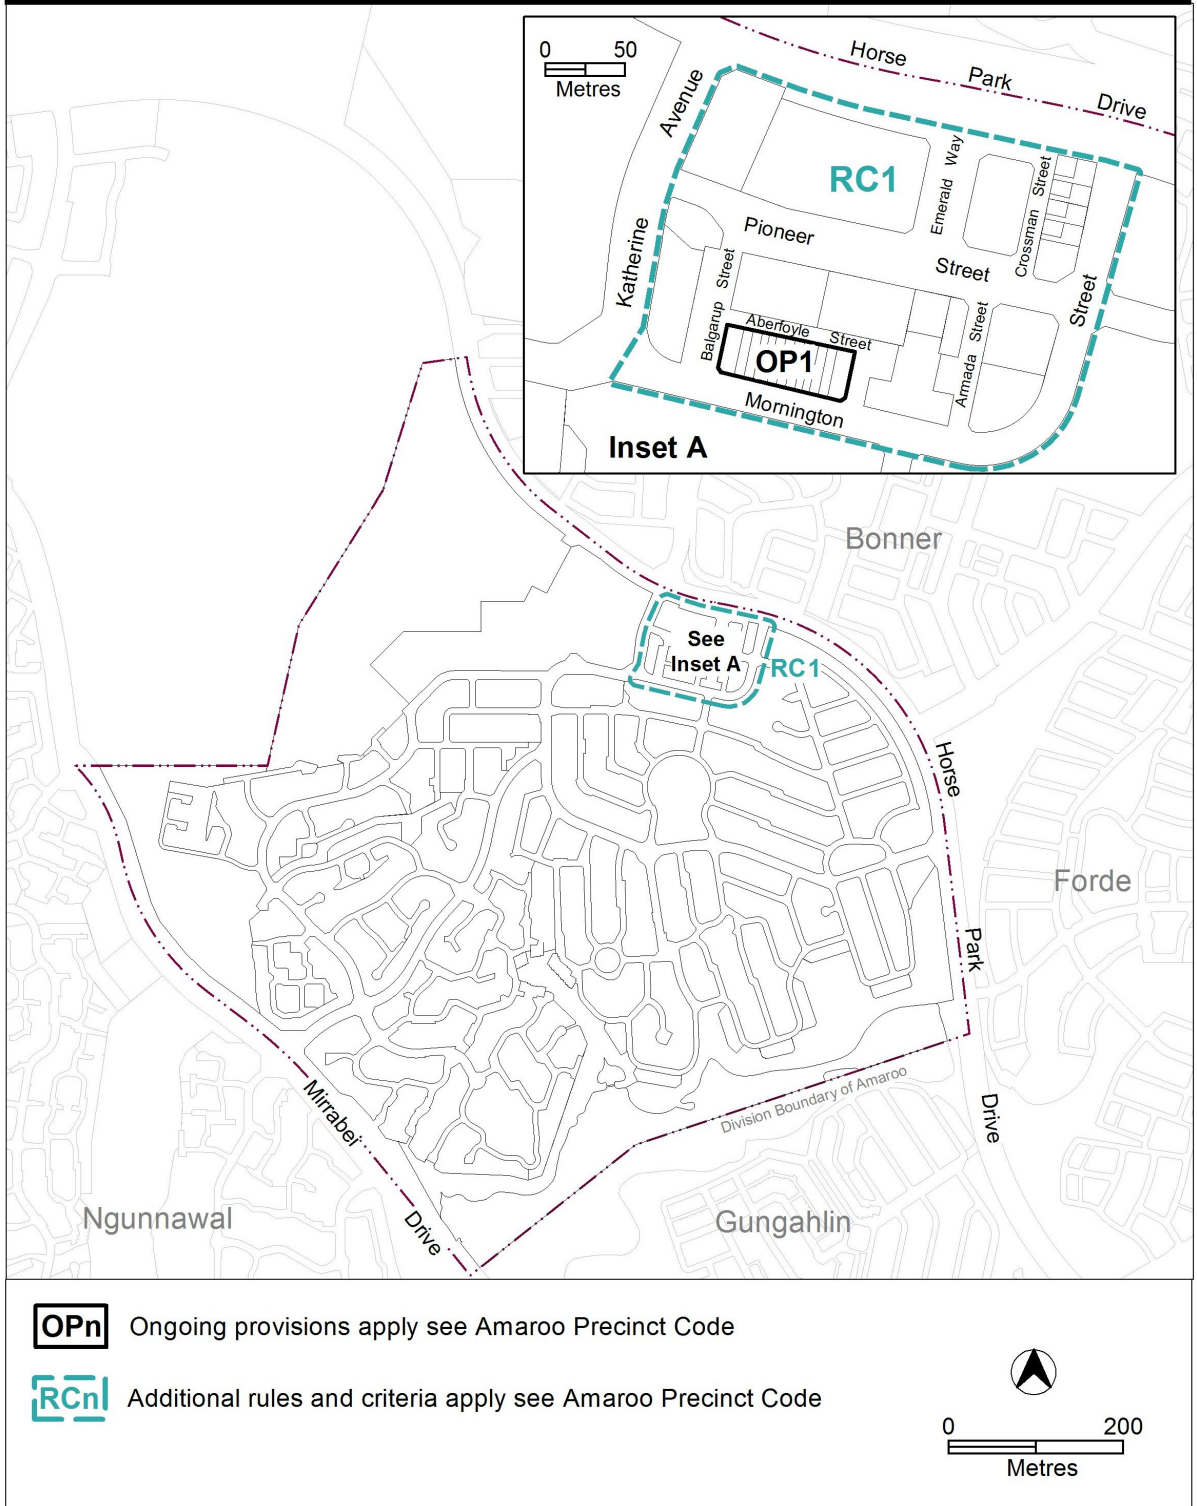 0 50
Metres
Horse
Park
Drive
Avenue
Katherine
RC1
Emerald Way
Crossman Street
Pioneer
Street
Street
Balgarup Street
Aberfoyle Street
Armada Street
OP1
Mornington
Inset A
Bonner
See
Inset A
RC1
Horse
Forde
Park
Division Boundary of Amaroo
Drive
Mirrabei
Drive
Ngunnawal
Gungahlin
OPn Ongoing provisions apply see Amaroo Precinct Code
RCn Additional rules and criteria apply see Amaroo Precinct Code
0 200
Metres